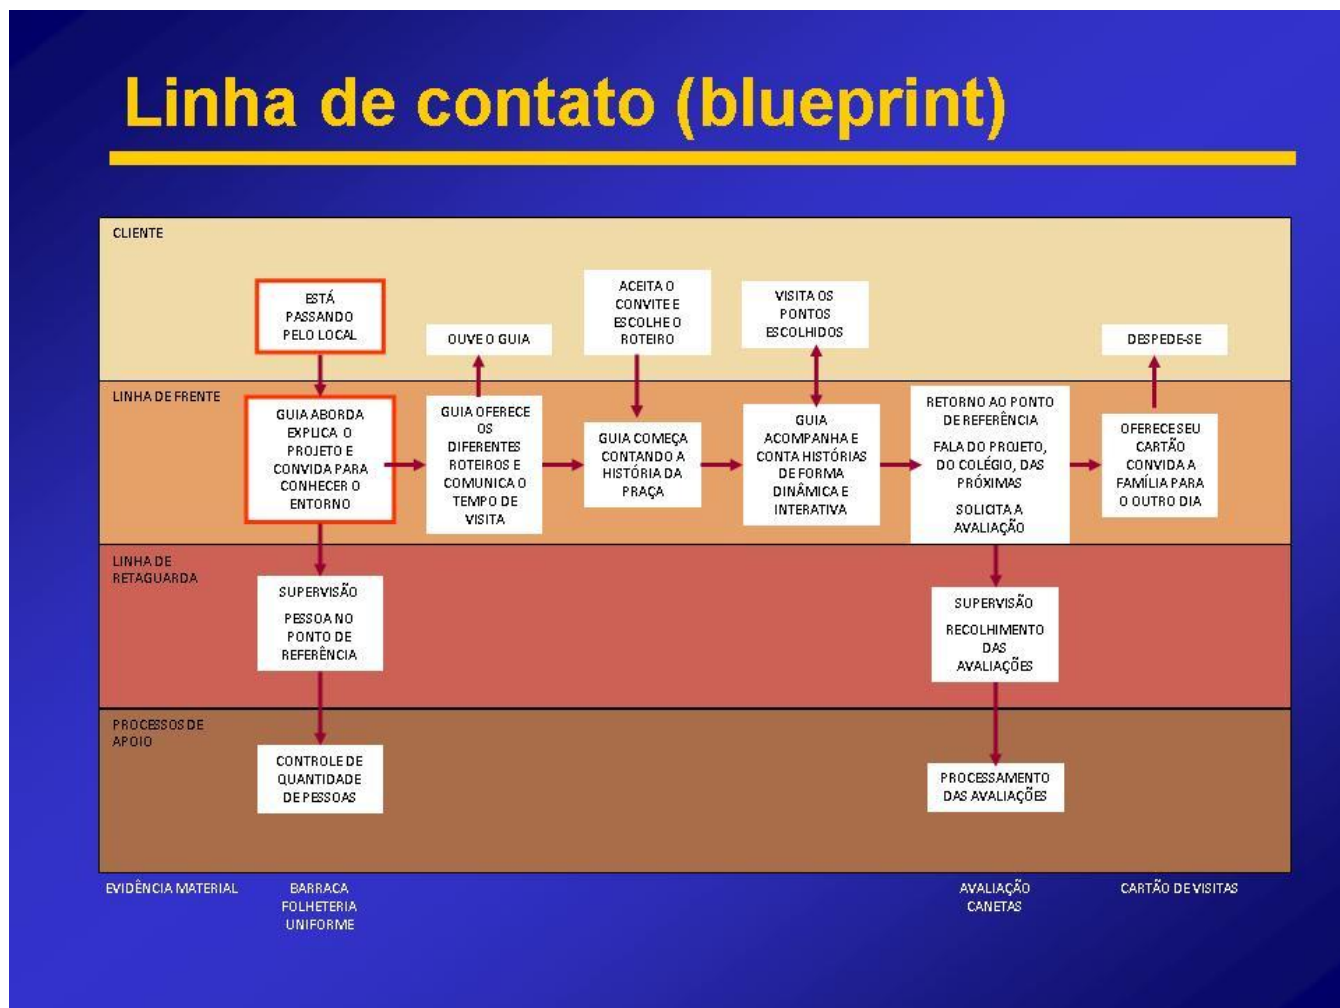 Linha de contato (blueprint)
CLIENTE
ESTÁ
PASSANDO
PELO LOCAL
OUVE O GUIA
ACEITA O
CONVITE E
ESCOLHE O
ROTEIRO
VISITA OS
PONTOS
ESCOLHIDOS
DESPEDE-SE
LINHA DE FRENTE
GUIA ABORDA
EXPLICA O
PROJETO E
CONVIDA PARA
CONHECER O
ENTORNO
GUIA OFERECE
OS
DIFERENTES
ROTEIROS E
COMUNICA O
TEMPO DE
VISITA
GUIA COMEÇA
CONTANDO A
HISTÓRIA DA
PRAÇA
GUIA
ACOMPANHA E
CONTA HISTÓRIAS
DE FORMA
DINÂMICA E
INTERATIVA
RETORNO AO PONTO
DE REFERÊNCIA
FALA DO PROJETO,
DO COLÉGIO, DAS
PRÓXIMAS
SOLICITA A
AVALIAÇÃO
OFERECE SEU
CARTÃO
CONVIDA A
FAMÍLIA PARA
O OUTRO DIA
LINHA DE
RETAGUARDA
SUPERVISÃO
PESSOA NO
PONTO DE
REFERÊNCIA
SUPERVISÃO
RECOLHIMENTO
DAS
AVALIAÇÕES
PROCESSOS DE
APOIO
CONTROLE DE
QUANTIDADE
DE PESSOAS
PROCESSAMENTO
DAS AVALIAÇÕES
EVIDÊNCIA MATERIAL
BARRACA
FOLHETERIA
UNIFORME
AVALIAÇÃO
CANETAS
CARTÃO DE VISITAS